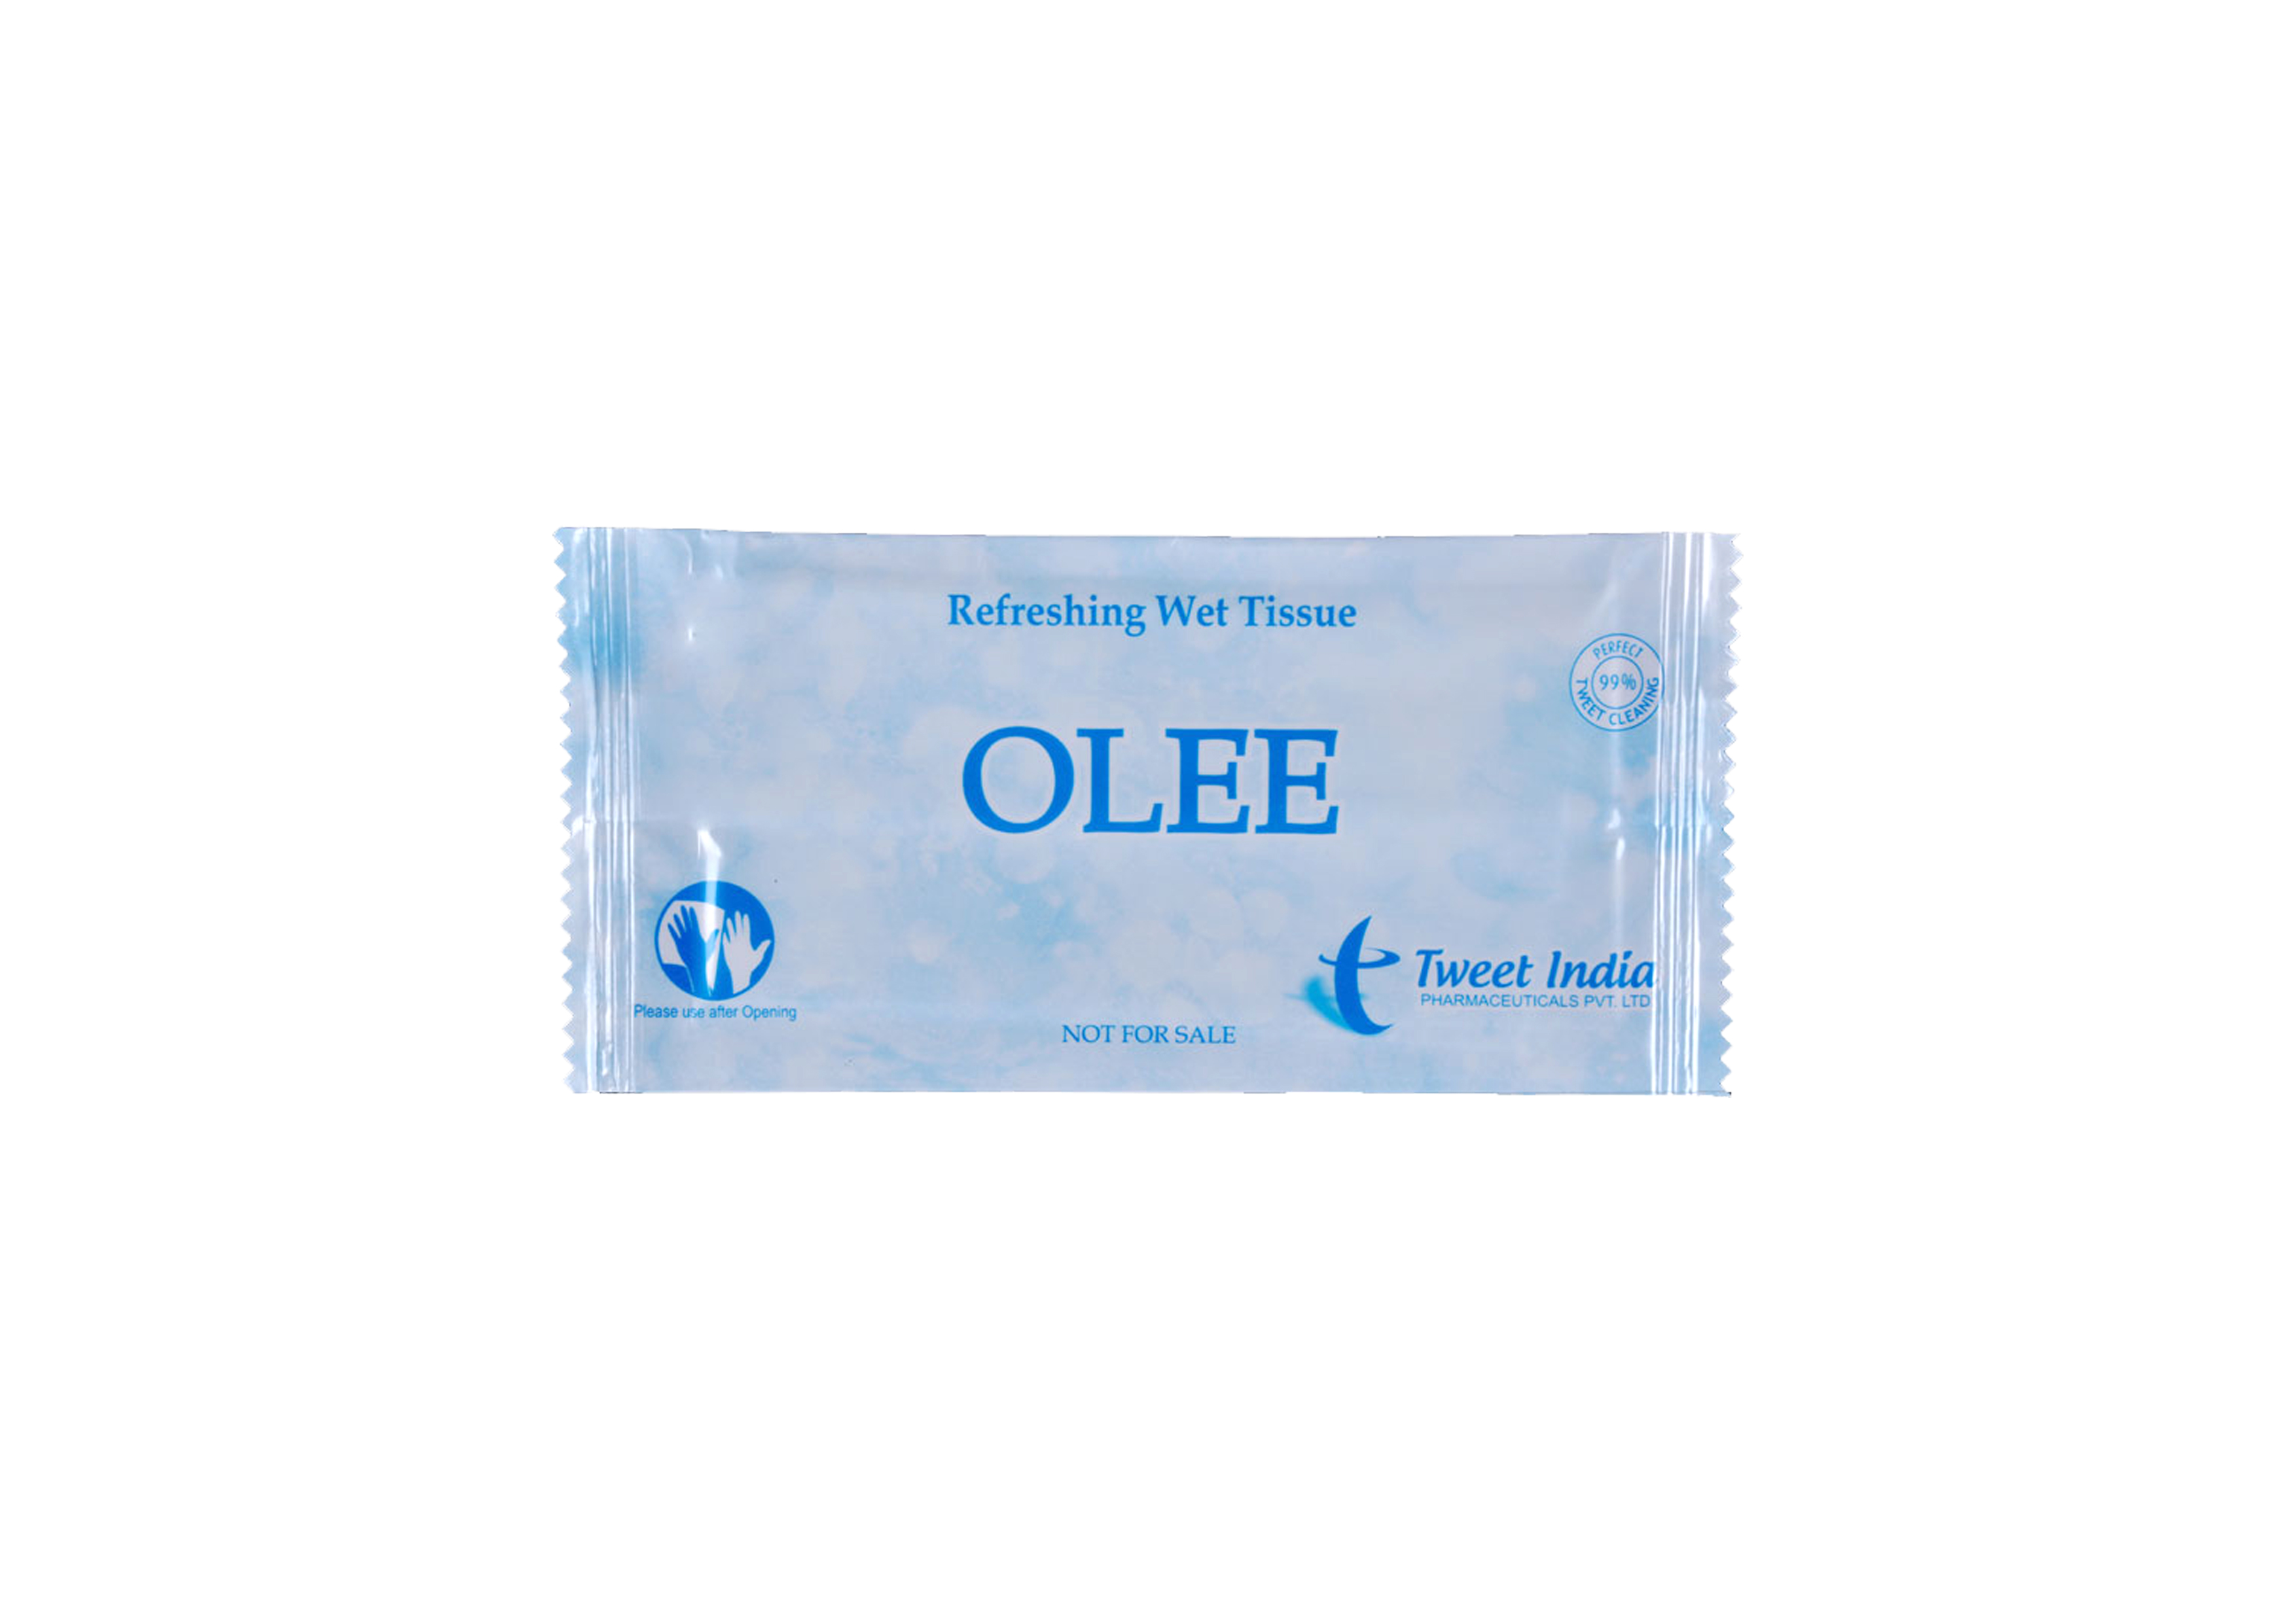 Refreshing Wet Tissue
PERFECT
99%
TWEET CLEANING
OLEE
Please use after Opening
Tweet India
PHARMACEUTICALS PVT. LTD
NOT FOR SALE